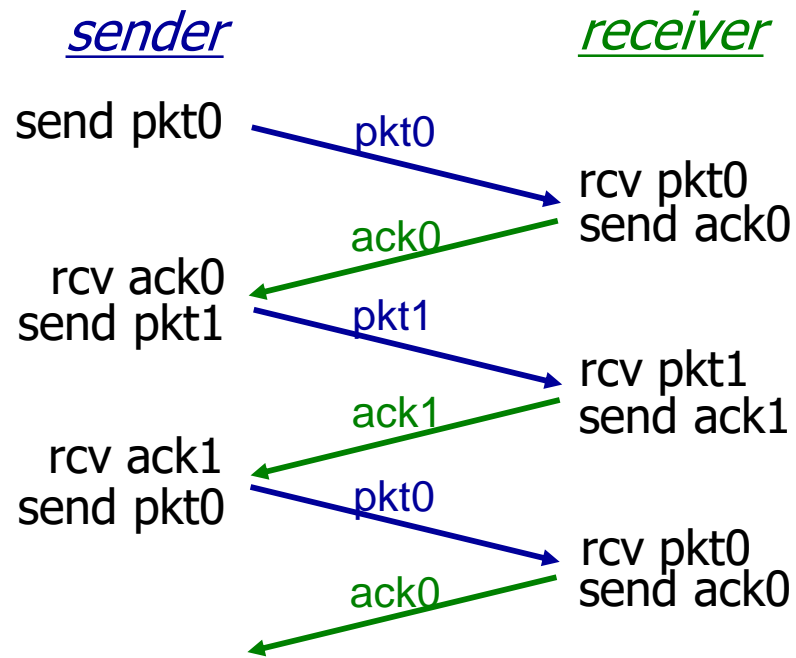 sender receiver
send pkt0
pkt0
rcv pkt0
send ack0
ack0
rcv ack0
send pkt1
pkt1
rcv pkt1
send ack1
ack1
rcv ack1
send pkt0
pkt0
rcv pkt0
send ack0
ack0